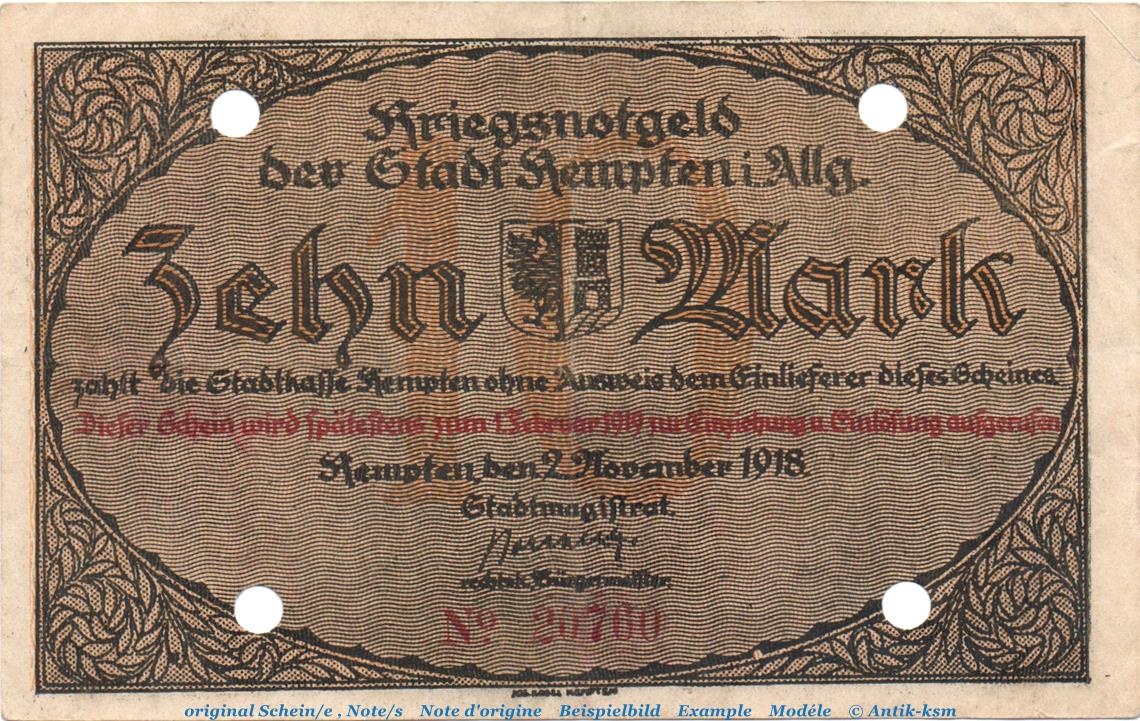 Kriegsnotgeld
der Stadt Kempten i. Allg.
Zehn Mark
zahlt die Stadtkasse Kempten ohne Ausweis dem Einlieferer dieses Scheines.
Dieser Schein wird spätestens zum 1. Februar 1919 zur Einziehung u. Einlösung aufgerufen
Kempten, den 2. November 1918.
Stadtmagistrat.
rechtsk. Bürgermeister.
No 20760
KEMPTEN
original Schein/e , Note/s Note d'origine Beispielbild Example Modéle © Antik-ksm